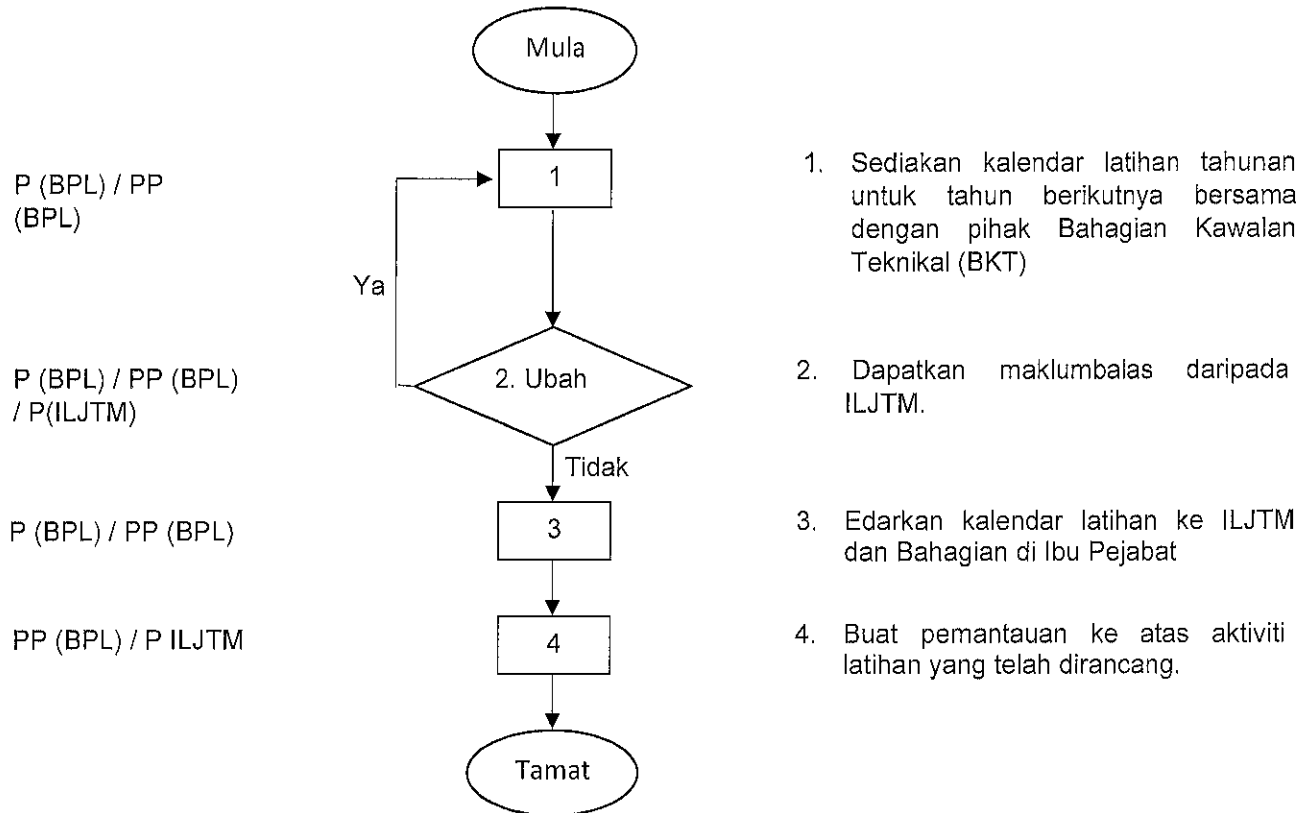 Mula
P (BPL) / PP
(BPL)
1
1. Sediakan kalendar latihan tahunan
untuk tahun berikutnya bersama
dengan pihak Bahagian Kawalan
Teknikal (BKT)
Ya
P (BPL) / PP (BPL)
/ P(ILJTM)
2. Ubah
2. Dapatkan maklumbalas daripada
ILJTM.
Tidak
P (BPL) / PP (BPL)
3
3. Edarkan kalendar latihan ke ILJTM
dan Bahagian di Ibu Pejabat
PP (BPL) / P ILJTM
4
4. Buat pemantauan ke atas aktiviti
latihan yang telah dirancang.
Tamat